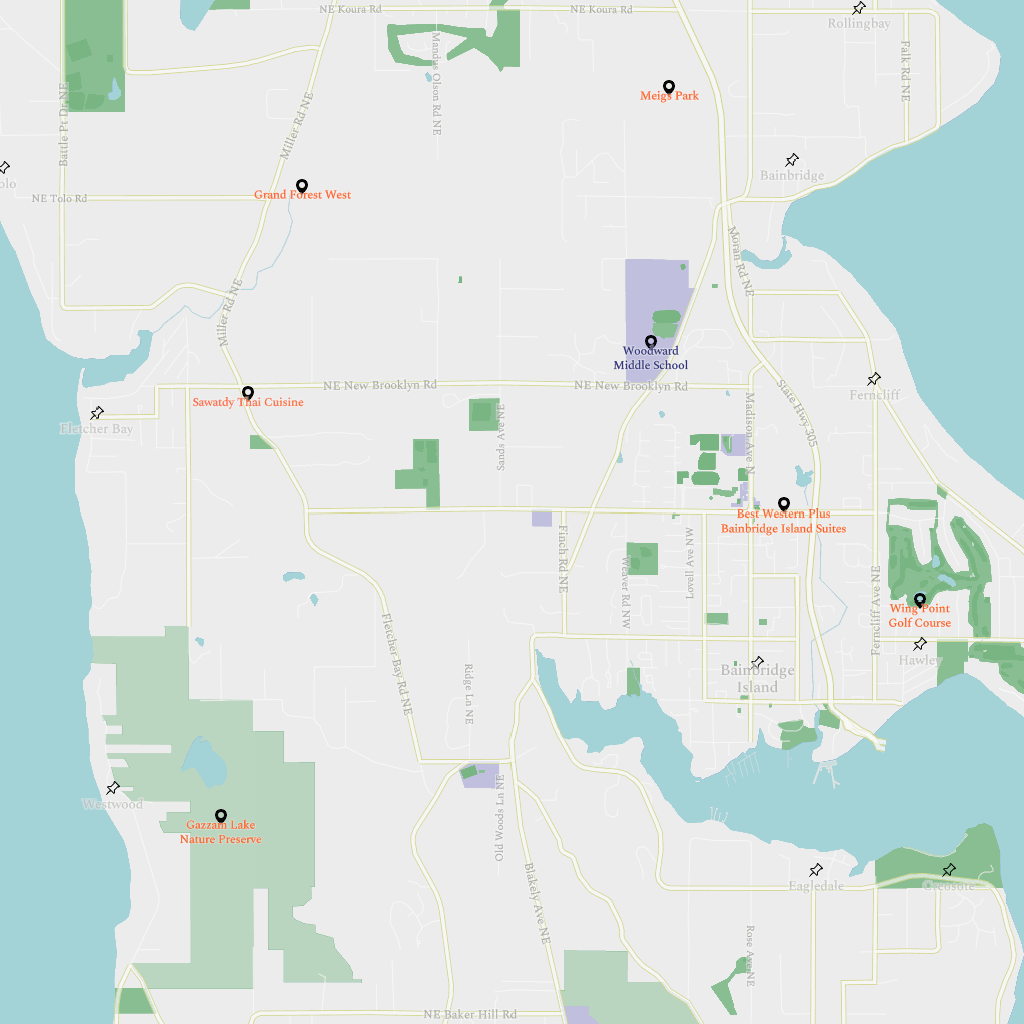 NE Koura Rd
NE Koura Rd
Rollingbay
Mandus Olson Rd NE
Falk Rd NE
Battle Pt Dr NE
Miller Rd NE
Meigs Park
Bainbridge
olo
NE Tolo Rd
Grand Forest West
Moran Rd NE
Miller Rd NE
Woodward
Middle School
NE New Brooklyn Rd
NE New Brooklyn Rd
Ferncliff
Sawatdy Thai Cuisine
Fletcher Bay
Sands Ave NE
Madison Ave N
State Hwy 305
Best Western Plus
Bainbridge Island Suites
Finch Rd NE
Weaver Rd NW
Lovell Ave NW
Ferncliff Ave NE
Wing Point
Golf Course
Hawley
Fletcher Bay Rd NE
Ridge Ln NE
Bainbridge
Island
Westwood
Gazzam Lake
Nature Preserve
Old Woods Ln NE
Blakely Ave NE
Eagledale
Creosote
Rose Ave NE
NE Baker Hill Rd